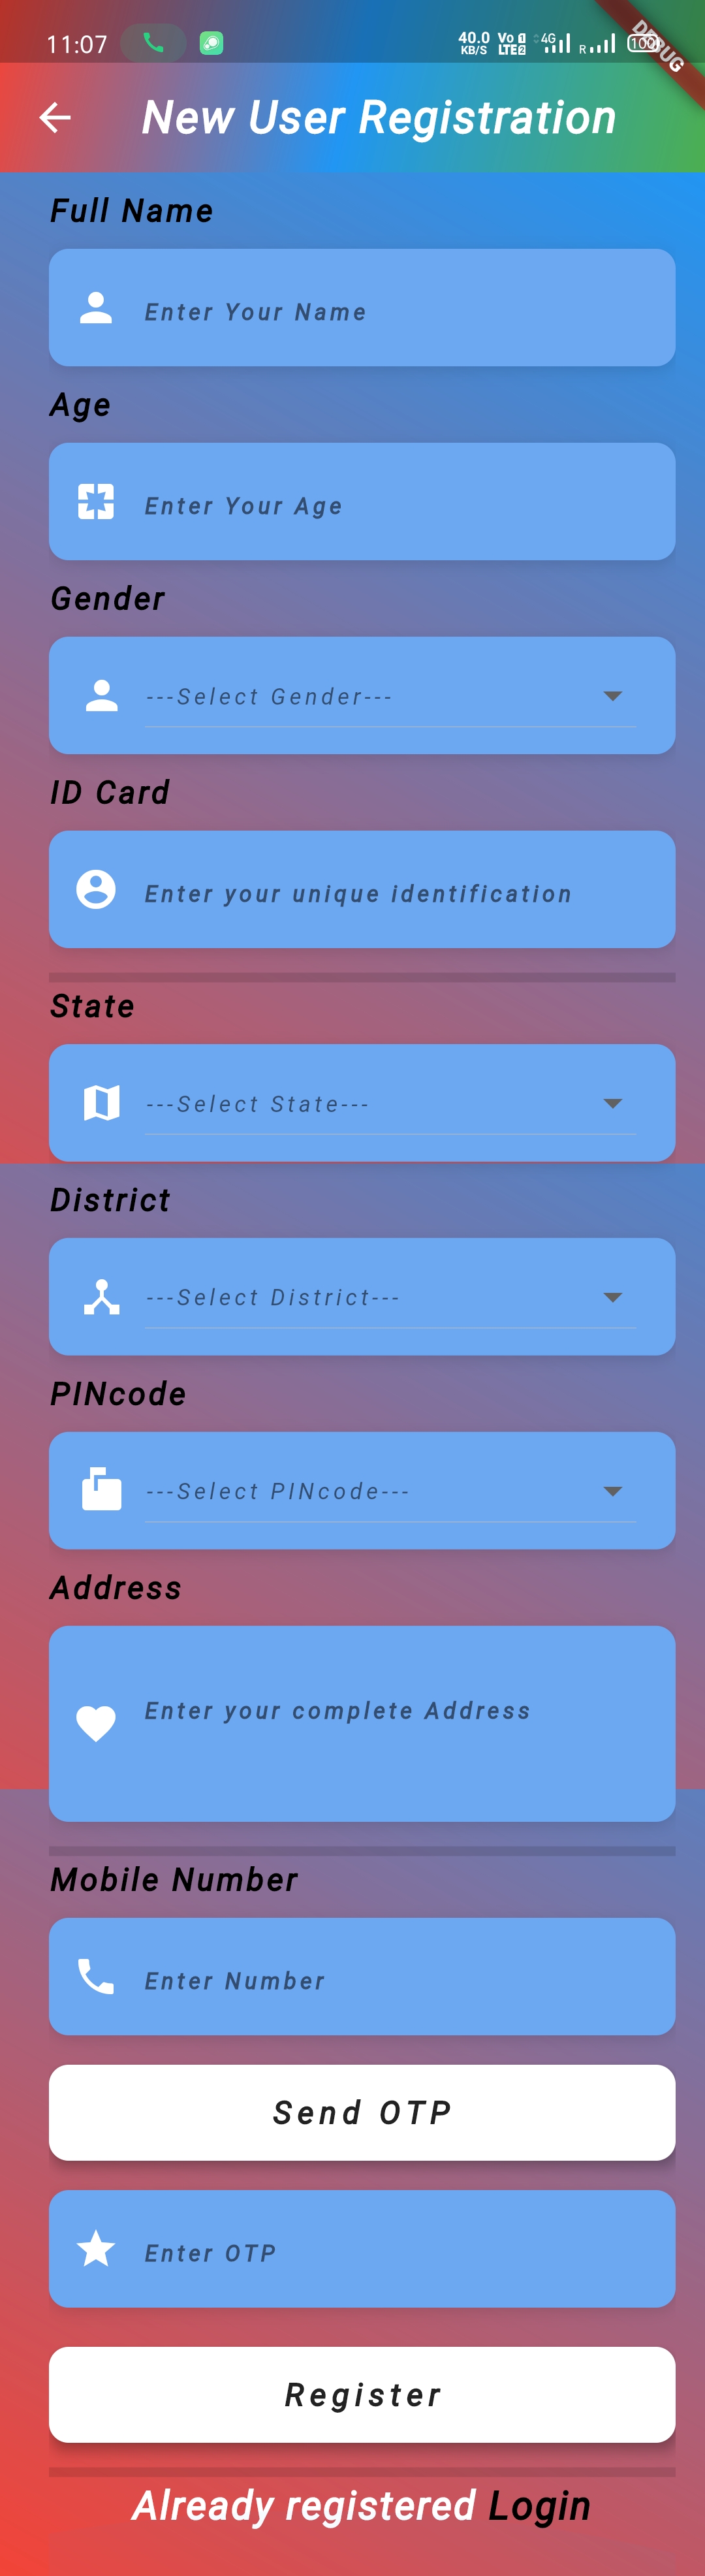 11:07 40.0 KB/S Vo 1 LTE2 4G R 100 DEBUG
New User Registration
Full Name
Enter Your Name
Age
Enter Your Age
Gender
---Select Gender---
ID Card
Enter your unique identification
State
---Select State---
District
---Select District---
PINcode
---Select PINcode---
Address
Enter your complete Address
Mobile Number
Enter Number
Send OTP
Enter OTP
Register
Already registered Login